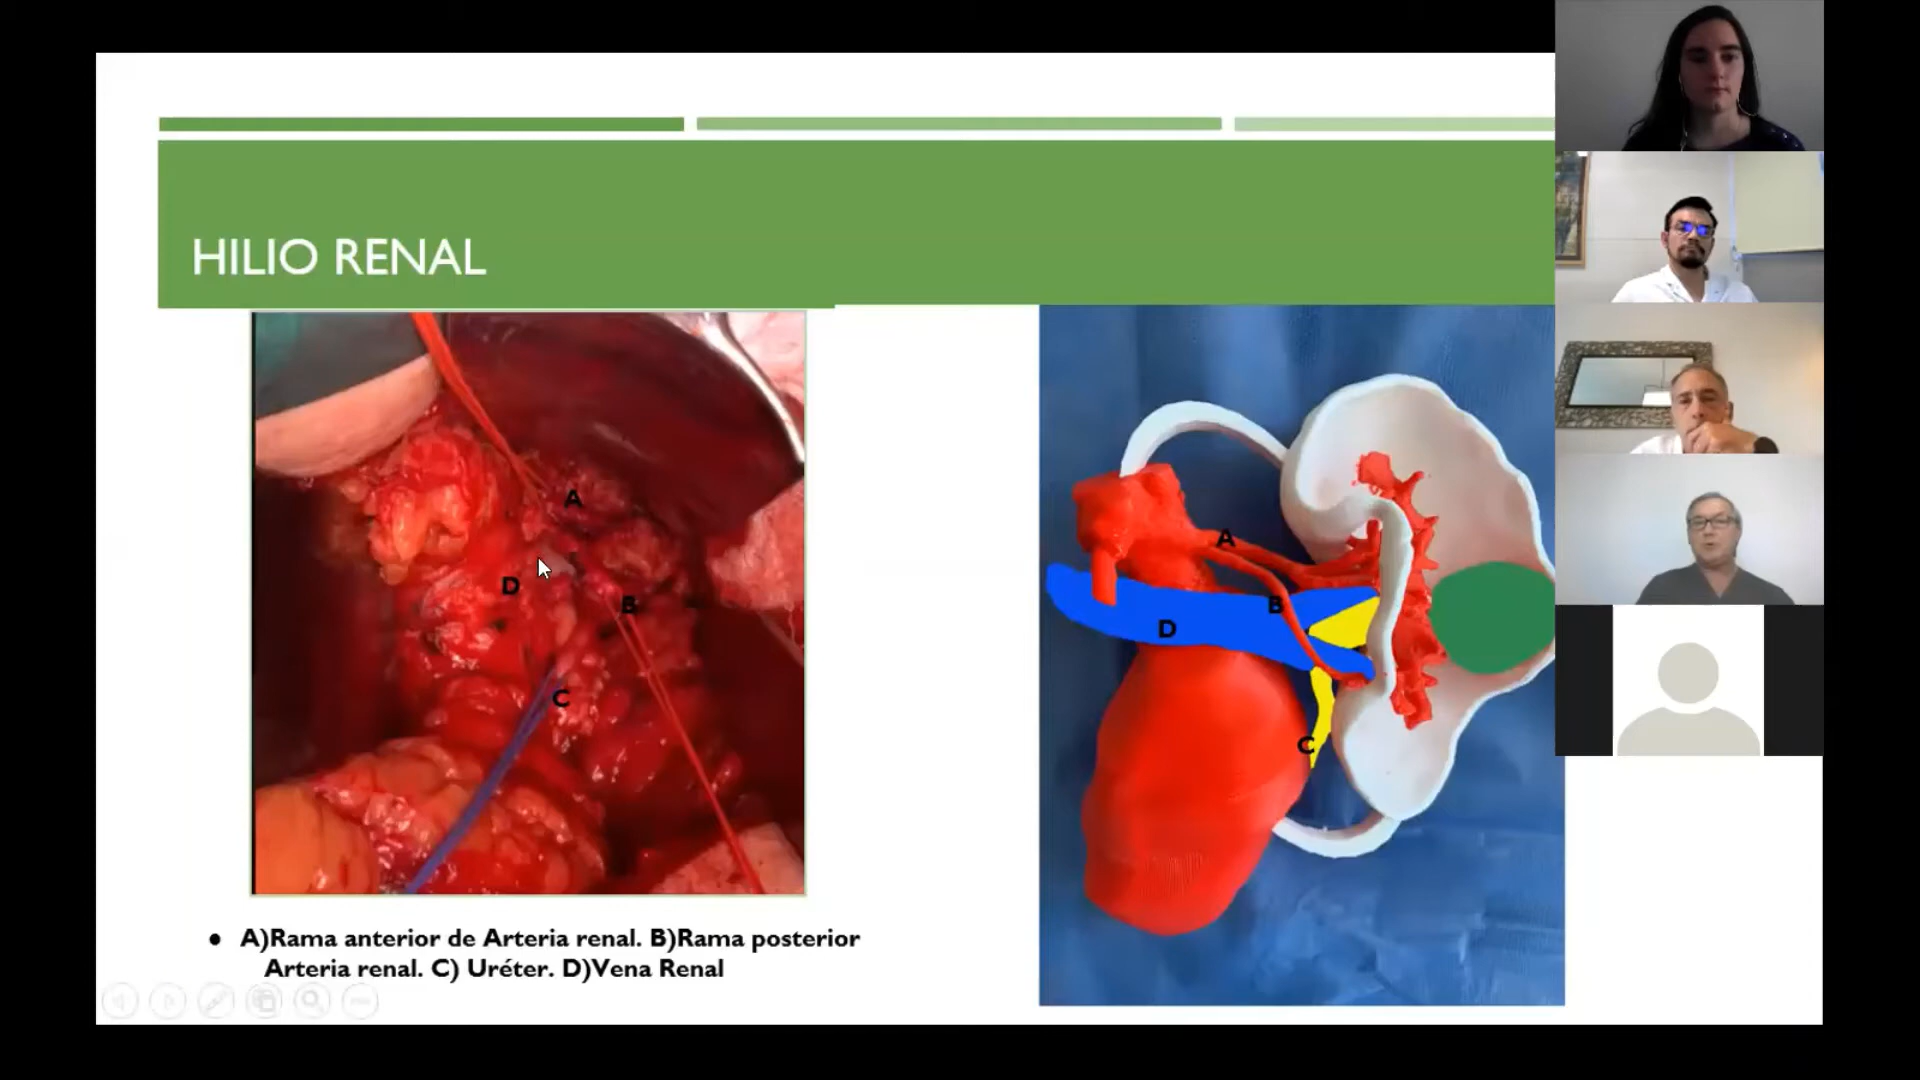 HILIO RENAL
A
D
B
C
A
B
D
C
● A)Rama anterior de Arteria renal. B)Rama posterior
Arteria renal. C) Uréter. D)Vena Renal